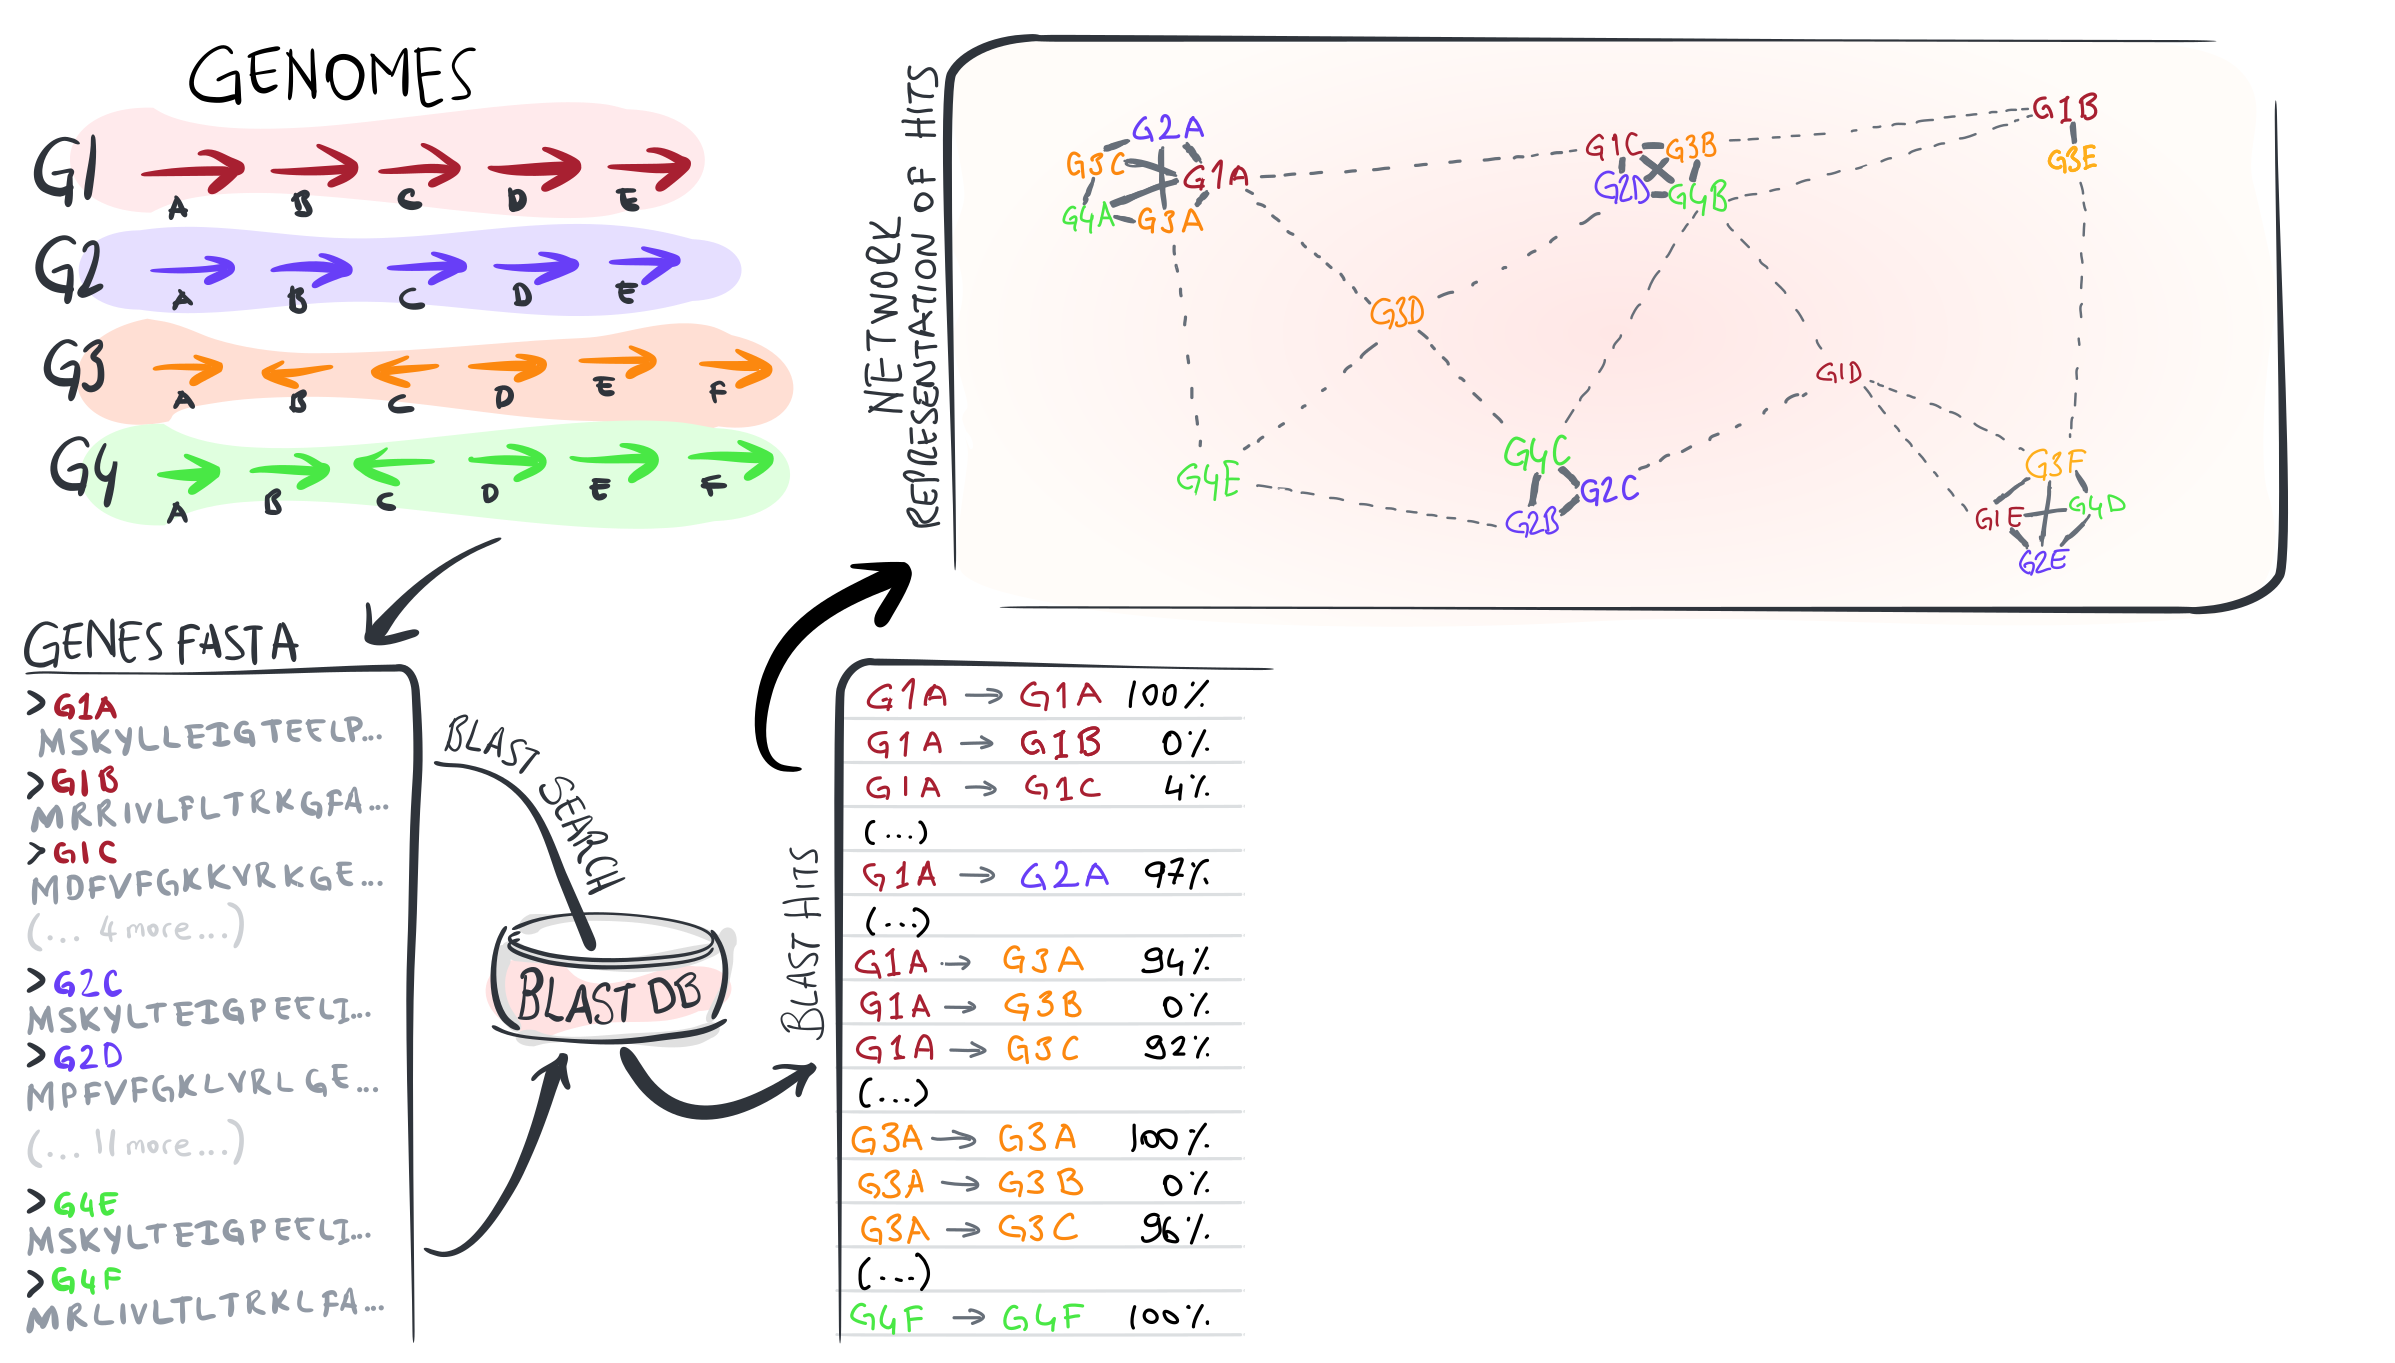 GENOMES
G1
A B C D E
G2
A B C D E
G3
A B C D E F
G4
A B C D E F
GENES FASTA
>G1A
MSKYLLEIGTEELP...
>G1B
MRRIVLFLTRKGFA...
>G1C
MDFVFGKKVRKGE...
(... 4 more ...)
>G2C
MSKYLTEIGPEELI...
>G2D
MPFVFGKLVRLGE...
(... 11 more ...)
>G4E
MSKYLTEIGPEELI...
>G4F
MRLIVLTLTRKLFA...
BLAST SEARCH
BLAST DB
BLAST HITS
G1A → G1A 100%
G1A → G1B 0%
G1A → G1C 4%
(...)
G1A → G2A 97%
(...)
G1A → G3A 94%
G1A → G3B 0%
G1A → G3C 92%
(...)
G3A → G3A 100%
G3A → G3B 0%
G3A → G3C 96%
(...)
G4F → G4F 100%
NETWORK
REPRESENTATION OF HITS
G2A
G3C
G1A
G4A
G3A
G1C
G3B
G2D
G4B
G1B
G3E
G3D
G1D
G4E
G4C
G2C
G2B
G3F
G4D
G1E
G2E